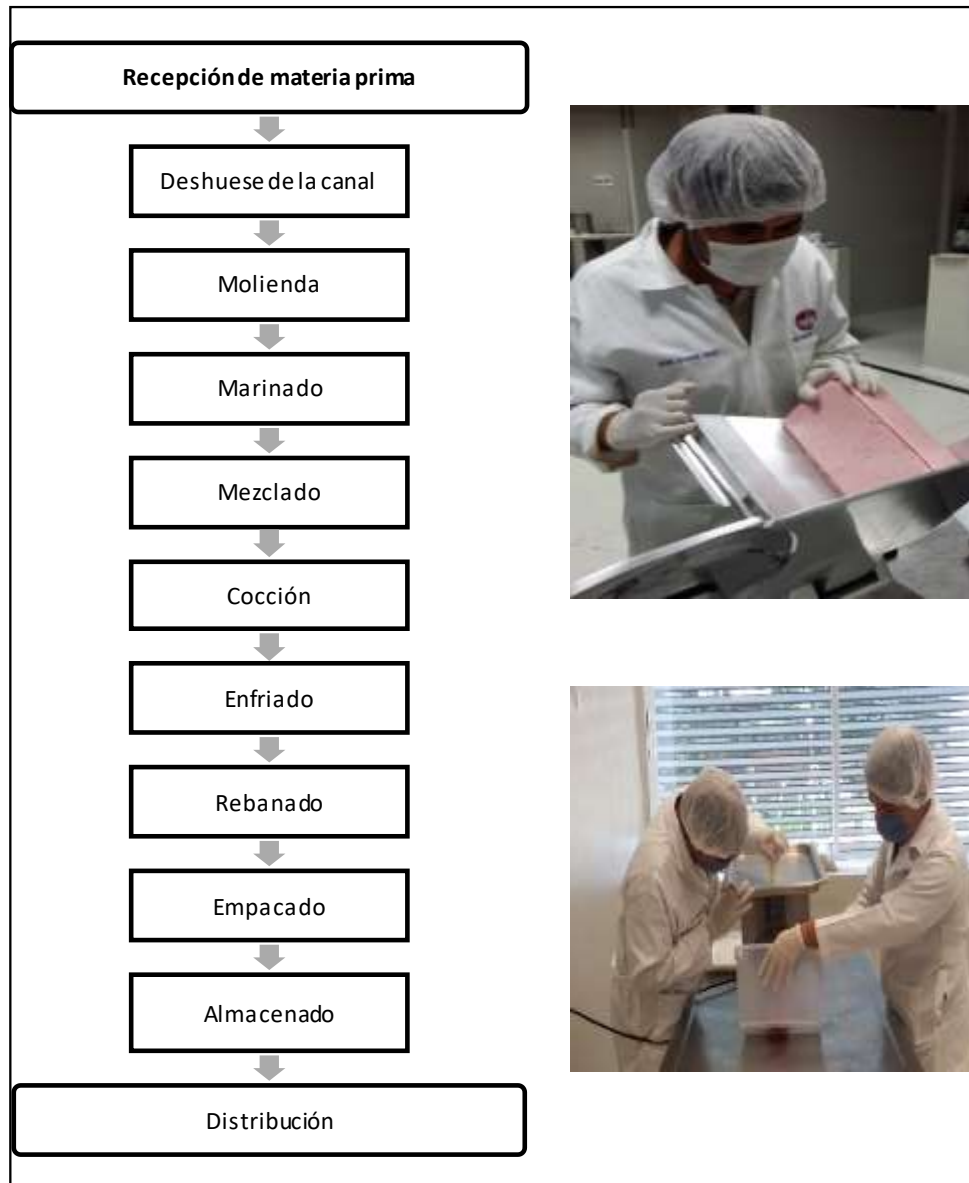 Recepción de materia prima
Deshuese de la canal
Molienda
Marinado
Mezclado
Cocción
Enfriado
Rebanado
Empacado
Almacenado
Distribución